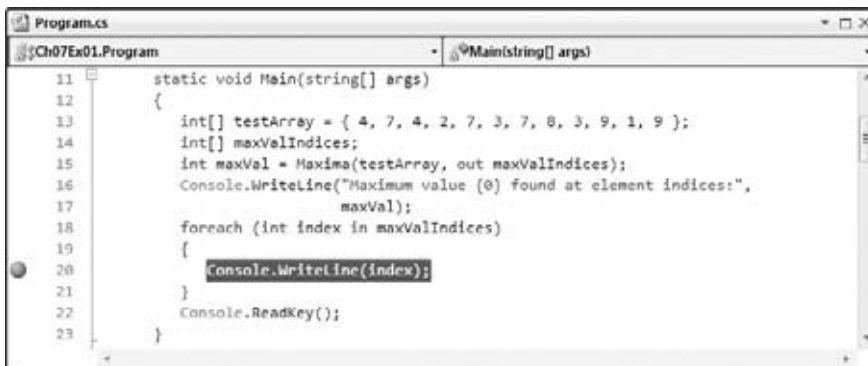 Program.cs
Ch07Ex01.Program
Main(string[] args)
11 static void Main(string[] args)
12 {
13 int[] testArray = { 4, 7, 4, 2, 7, 3, 7, 8, 3, 9, 1, 9 };
14 int[] maxValIndices;
15 int maxVal = Maxima(testArray, out maxValIndices);
16 Console.WriteLine("Maximum value {0} found at element indices:",
17 maxVal);
18 foreach (int index in maxValIndices)
19 {
20 Console.WriteLine(index);
21 }
22 Console.ReadKey();
23 }